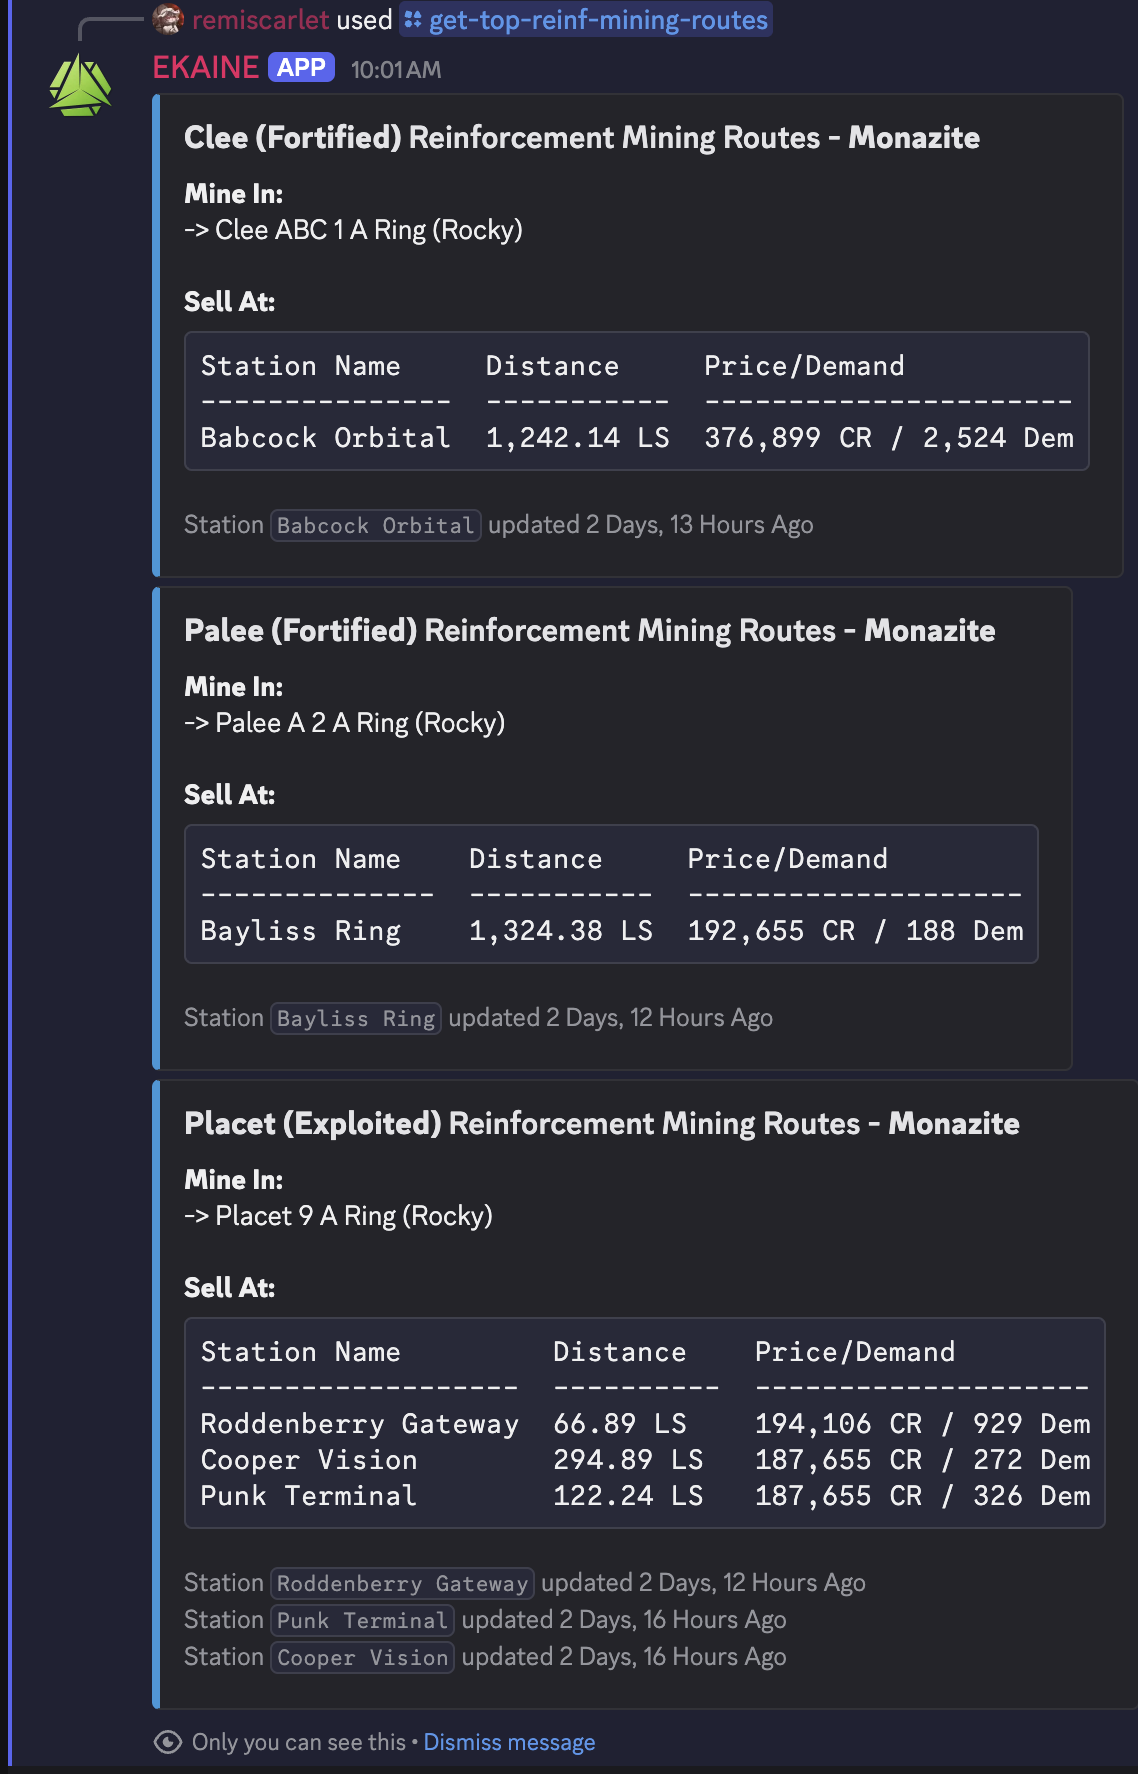 remiscarlet used get-top-reinf-mining-routes
EKAINE APP 10:01 AM
Clee (Fortified) Reinforcement Mining Routes - Monazite
Mine In:
-> Clee ABC 1 A Ring (Rocky)
Sell At:
Station Name Distance Price/Demand
--------------- ----------- ----------------------
Babcock Orbital 1,242.14 LS 376,899 CR / 2,524 Dem
Station Babcock Orbital updated 2 Days, 13 Hours Ago
Palee (Fortified) Reinforcement Mining Routes - Monazite
Mine In:
-> Palee A 2 A Ring (Rocky)
Sell At:
Station Name Distance Price/Demand
-------------- ----------- --------------------
Bayliss Ring 1,324.38 LS 192,655 CR / 188 Dem
Station Bayliss Ring updated 2 Days, 12 Hours Ago
Placet (Exploited) Reinforcement Mining Routes - Monazite
Mine In:
-> Placet 9 A Ring (Rocky)
Sell At:
Station Name Distance Price/Demand
------------------- ---------- --------------------
Roddenberry Gateway 66.89 LS 194,106 CR / 929 Dem
Cooper Vision 294.89 LS 187,655 CR / 272 Dem
Punk Terminal 122.24 LS 187,655 CR / 326 Dem
Station Roddenberry Gateway updated 2 Days, 12 Hours Ago
Station Punk Terminal updated 2 Days, 16 Hours Ago
Station Cooper Vision updated 2 Days, 16 Hours Ago
Only you can see this • Dismiss message